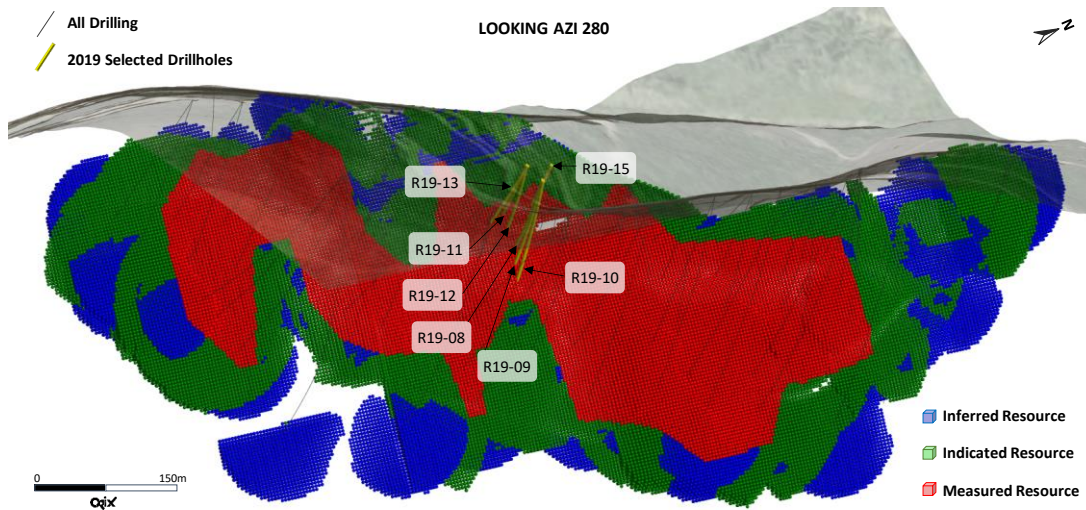 All Drilling
2019 Selected Drillholes
LOOKING AZI 280
N
R19-13
R19-15
R19-11
R19-12
R19-10
R19-08
R19-09
Inferred Resource
Indicated Resource
Measured Resource
0 150m